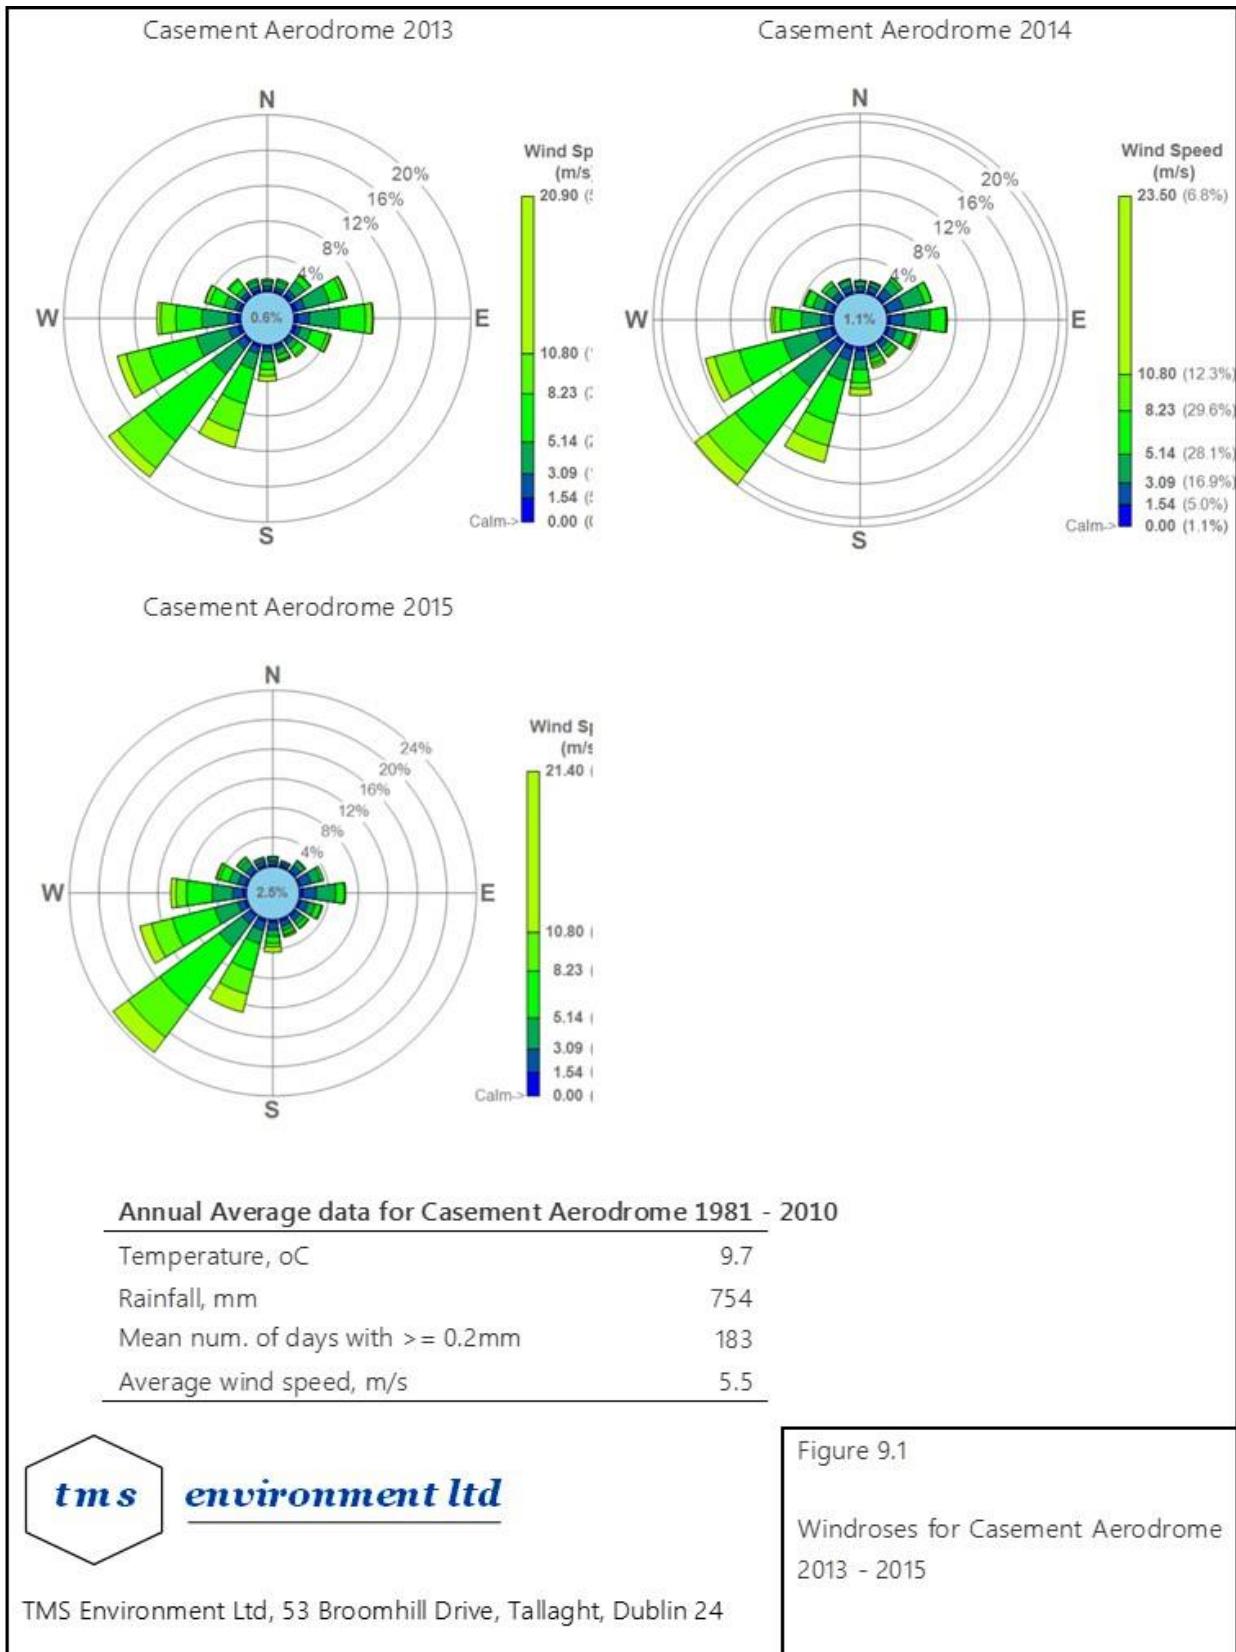 Casement Aerodrome 2013
N
20%
16%
12%
8%
4%
W
0.6%
E
S
Wind Sp
(m/s
20.90 (
10.80 (
8.23 (
5.14 (
3.09 (
1.54 (
Calm-> 0.00 (
Casement Aerodrome 2014
N
20%
16%
12%
8%
4%
W
1.1%
E
S
Wind Speed
(m/s)
23.50 (6.8%)
10.80 (12.3%)
8.23 (29.6%)
5.14 (28.1%)
3.09 (16.9%)
1.54 (5.0%)
Calm-> 0.00 (1.1%)
Casement Aerodrome 2015
N
24%
20%
16%
12%
8%
4%
W
2.5%
E
S
Wind Sp
(m/s
21.40 (
10.80 (
8.23 (
5.14 (
3.09 (
1.54 (
Calm-> 0.00 (
Annual Average data for Casement Aerodrome 1981 - 2010
Temperature, oC 9.7
Rainfall, mm 754
Mean num. of days with >= 0.2mm 183
Average wind speed, m/s 5.5
tms environment ltd
TMS Environment Ltd, 53 Broomhill Drive, Tallaght, Dublin 24
Figure 9.1
Windroses for Casement Aerodrome
2013 - 2015